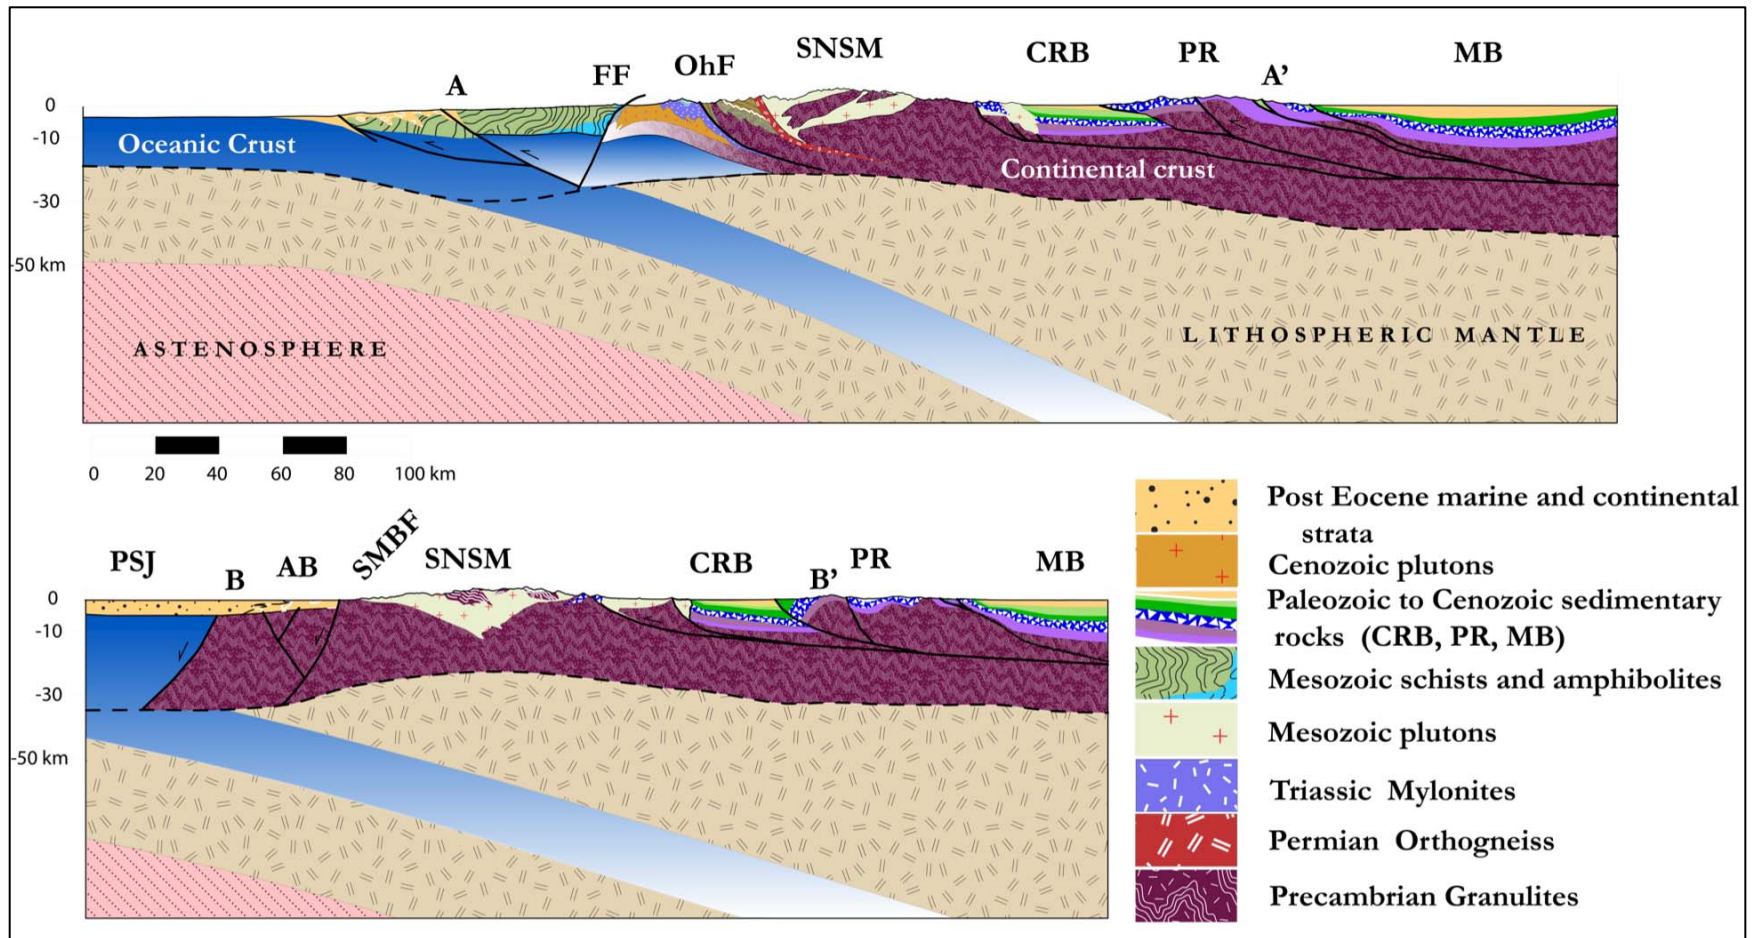 SNSM
CRB
PR
MB
A
FF
OhF
A’
0
-10
-30
-50 km
Oceanic Crust
Continental crust
ASTENOSPHERE
LITHOSPHERIC MANTLE
0 20 40 60 80 100 km
PSJ
B
AB
SMBF
SNSM
CRB
B’
PR
MB
0
-10
-30
-50 km
Post Eocene marine and continental
strata
Cenozoic plutons
Paleozoic to Cenozoic sedimentary
rocks (CRB, PR, MB)
Mesozoic schists and amphibolites
Mesozoic plutons
Triassic Mylonites
Permian Orthogneiss
Precambrian Granulites